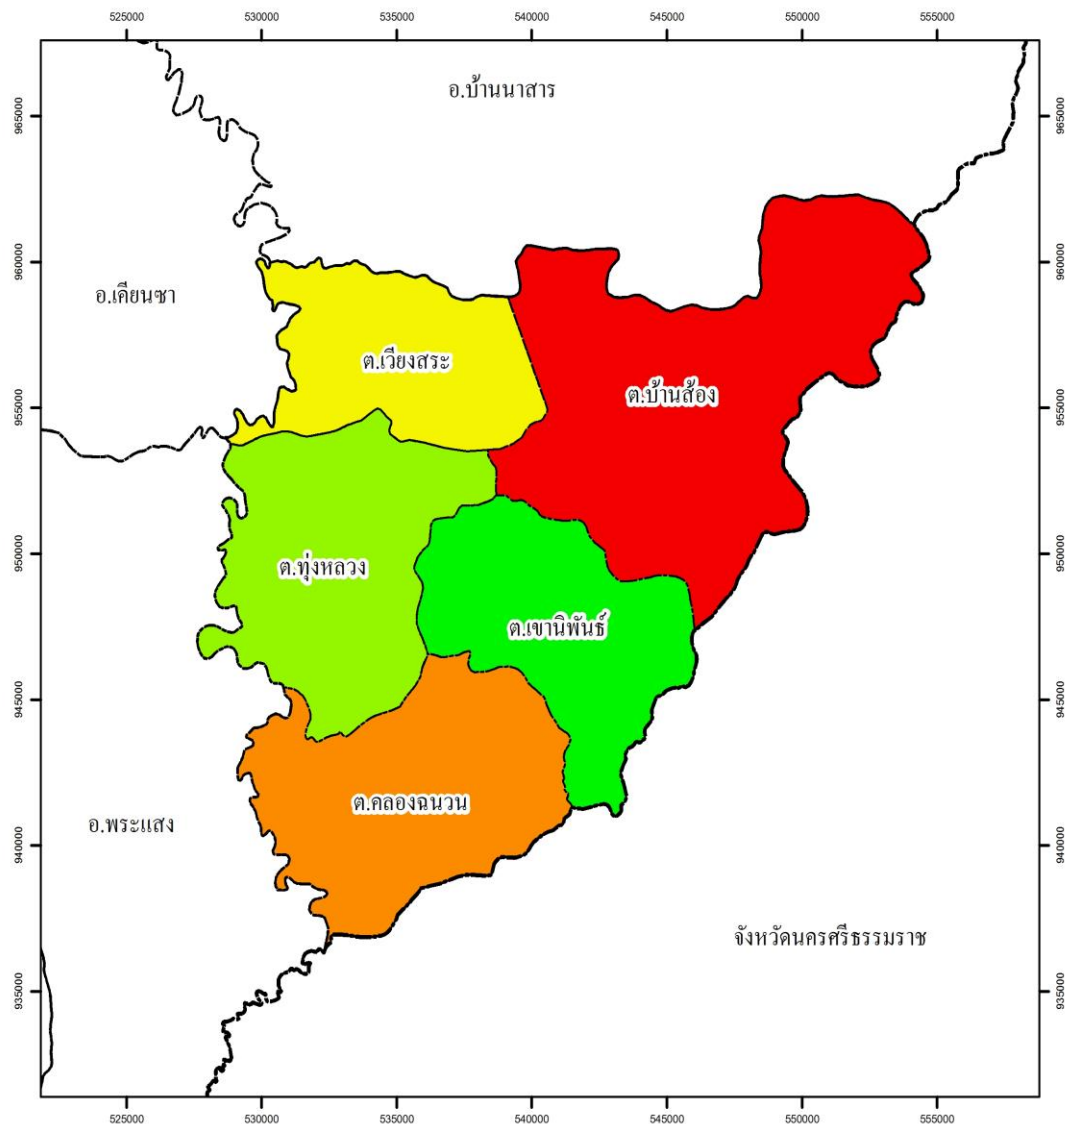 525000 530000 535000 540000 545000 550000 555000
อ.บ้านนาสาร
965000 965000
960000 960000
อ.เคียนซา
ต.เวียงสระ
ต.บ้านส้อง
955000 955000
950000 950000
ต.ทุ่งหลวง
ต.เขานิพันธ์
945000 945000
ต.คลองฉนวน
อ.พระแสง
940000 940000
จังหวัดนครศรีธรรมราช
935000 935000
525000 530000 535000 540000 545000 550000 555000